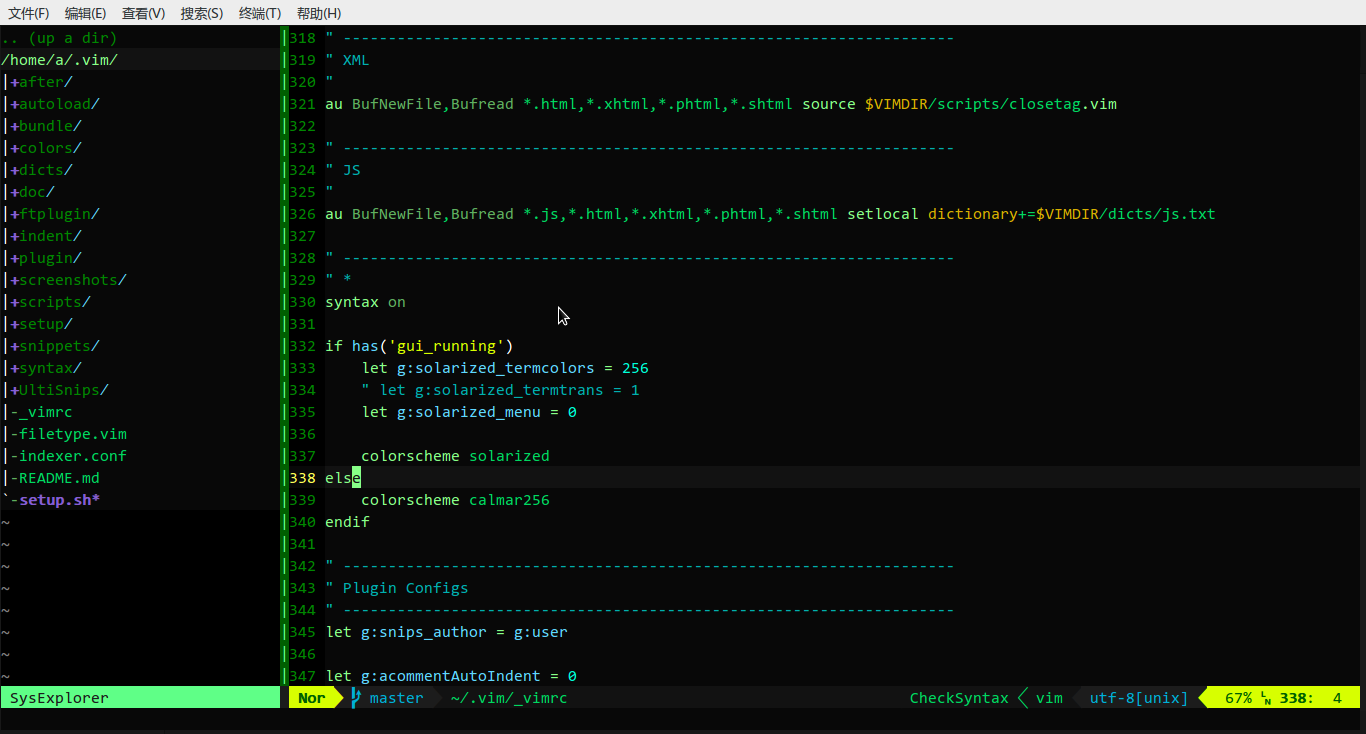 文件(F) 编辑(E) 查看(V) 搜索(S) 终端(T) 帮助(H)
.. (up a dir)
/home/a/.vim/
|+after/
|+autoload/
|+bundle/
|+colors/
|+dicts/
|+doc/
|+ftplugin/
|+indent/
|+plugin/
|+screenshots/
|+scripts/
|+setup/
|+snippets/
|+syntax/
|+UltiSnips/
|-_vimrc
|-filetype.vim
|-indexer.conf
|-README.md
`-setup.sh*
~
~
~
~
~
~
~
~
SysExplorer
318 " --------------------------------------------------------------------
319 " XML
320 "
321 au BufNewFile,Bufread *.html,*.xhtml,*.phtml,*.shtml source $VIMDIR/scripts/closetag.vim
322
323 " --------------------------------------------------------------------
324 " JS
325 "
326 au BufNewFile,Bufread *.js,*.html,*.xhtml,*.phtml,*.shtml setlocal dictionary+=$VIMDIR/dicts/js.txt
327
328 " --------------------------------------------------------------------
329 " *
330 syntax on
331
332 if has('gui_running')
333     let g:solarized_termcolors = 256
334     " let g:solarized_termtrans = 1
335     let g:solarized_menu = 0
336
337     colorscheme solarized
338 else
339     colorscheme calmar256
340 endif
341
342 " --------------------------------------------------------------------
343 " Plugin Configs
344 " --------------------------------------------------------------------
345 let g:snips_author = g:user
346
347 let g:acommentAutoIndent = 0
Nor master ~/.vim/_vimrc CheckSyntax vim utf-8[unix] 67% LN 338: 4